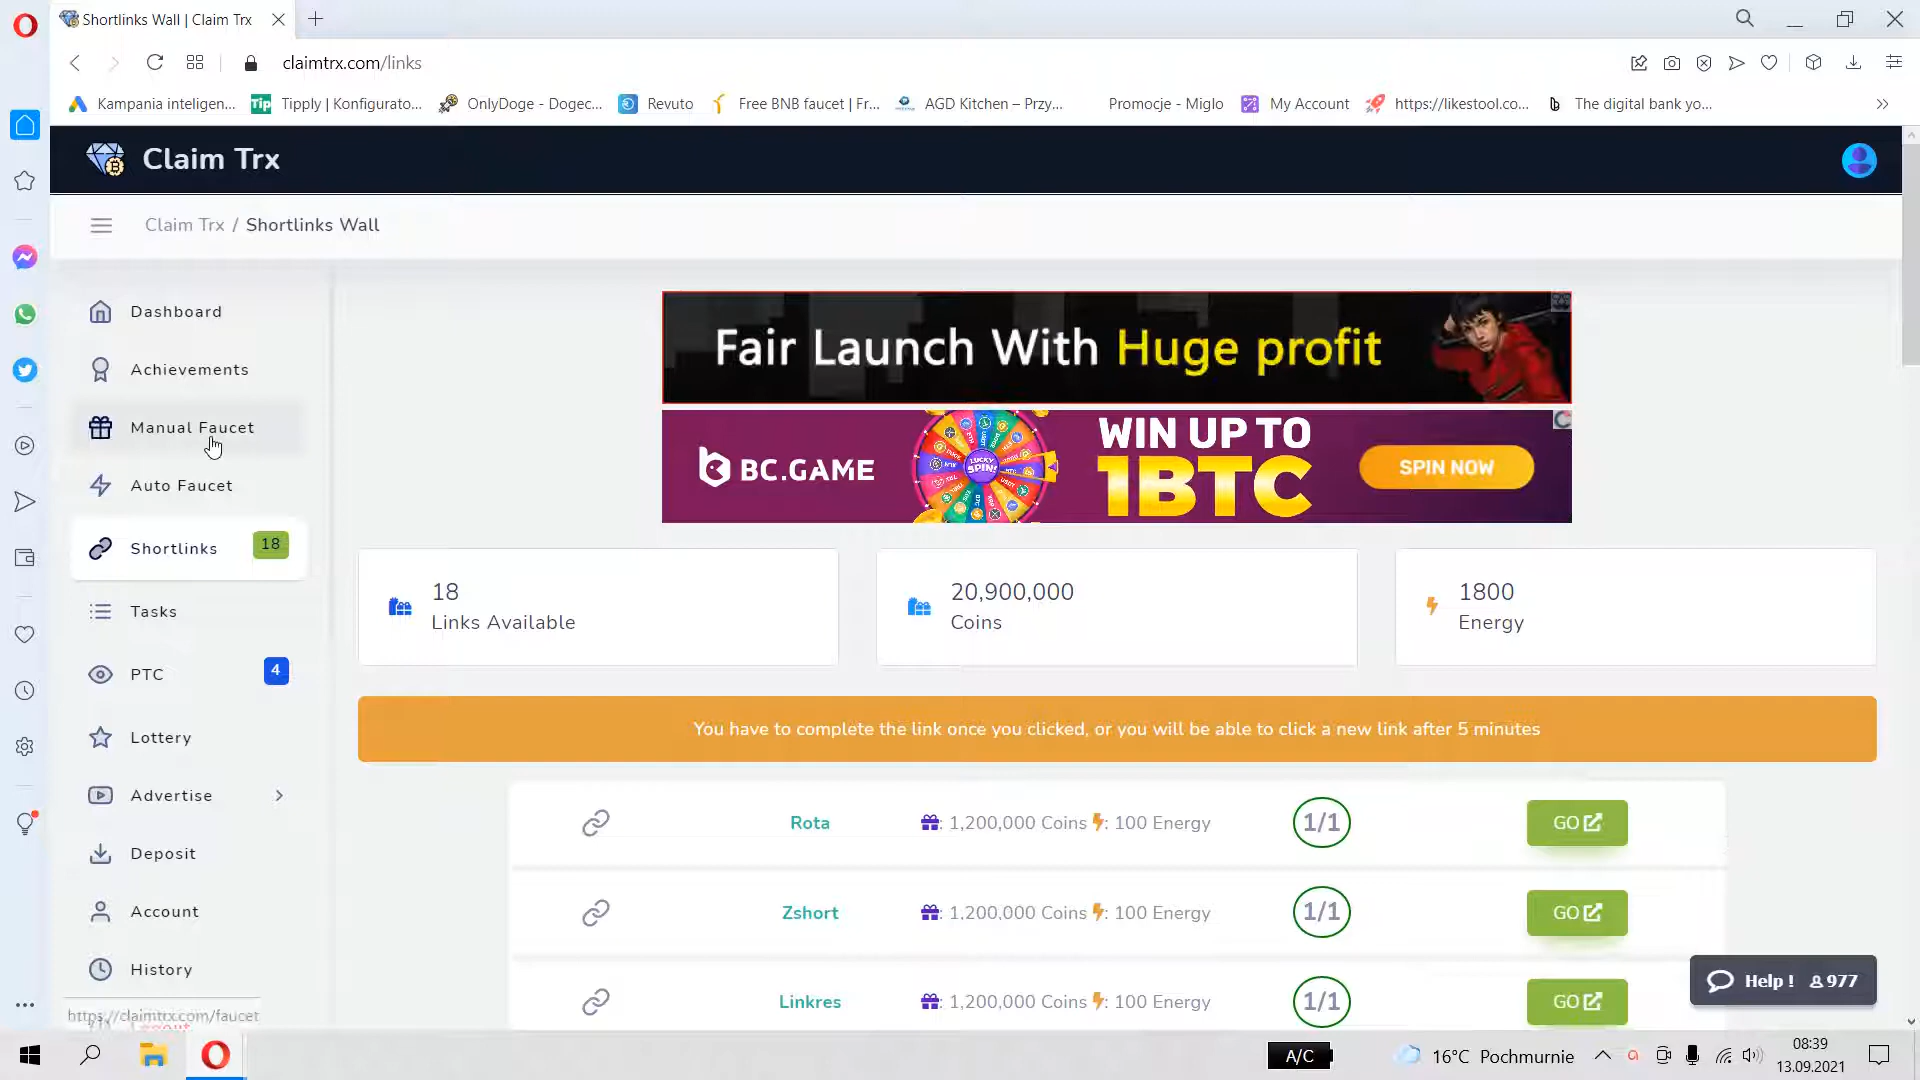 Shortlinks Wall | Claim Trx
claimtrx.com/links
Kampania inteligen...
Tip
Tipply | Konfigurato...
OnlyDoge - Dogec...
Revuto
Free BNB faucet | Fr...
AGD Kitchen – Przy...
Promocje - Miglo
My Account
https://likestool.co...
The digital bank yo...
Claim Trx
Claim Trx / Shortlinks Wall
Dashboard
Achievements
Manual Faucet
Auto Faucet
Shortlinks 18
Tasks
PTC 4
Lottery
Advertise
Deposit
Account
History
https://claimtrx.com/faucet
Fair Launch With Huge profit
BC.GAME
LUCKY
SPIN!
WIN UP TO
1BTC
SPIN NOW
18
Links Available
20,900,000
Coins
1800
Energy
You have to complete the link once you clicked, or you will be able to click a new link after 5 minutes
Rota : 1,200,000 Coins : 100 Energy 1/1 GO
Zshort : 1,200,000 Coins : 100 Energy 1/1 GO
Linkres : 1,200,000 Coins : 100 Energy 1/1 GO
Help ! 977
A/C
16°C Pochmurnie
08:39
13.09.2021